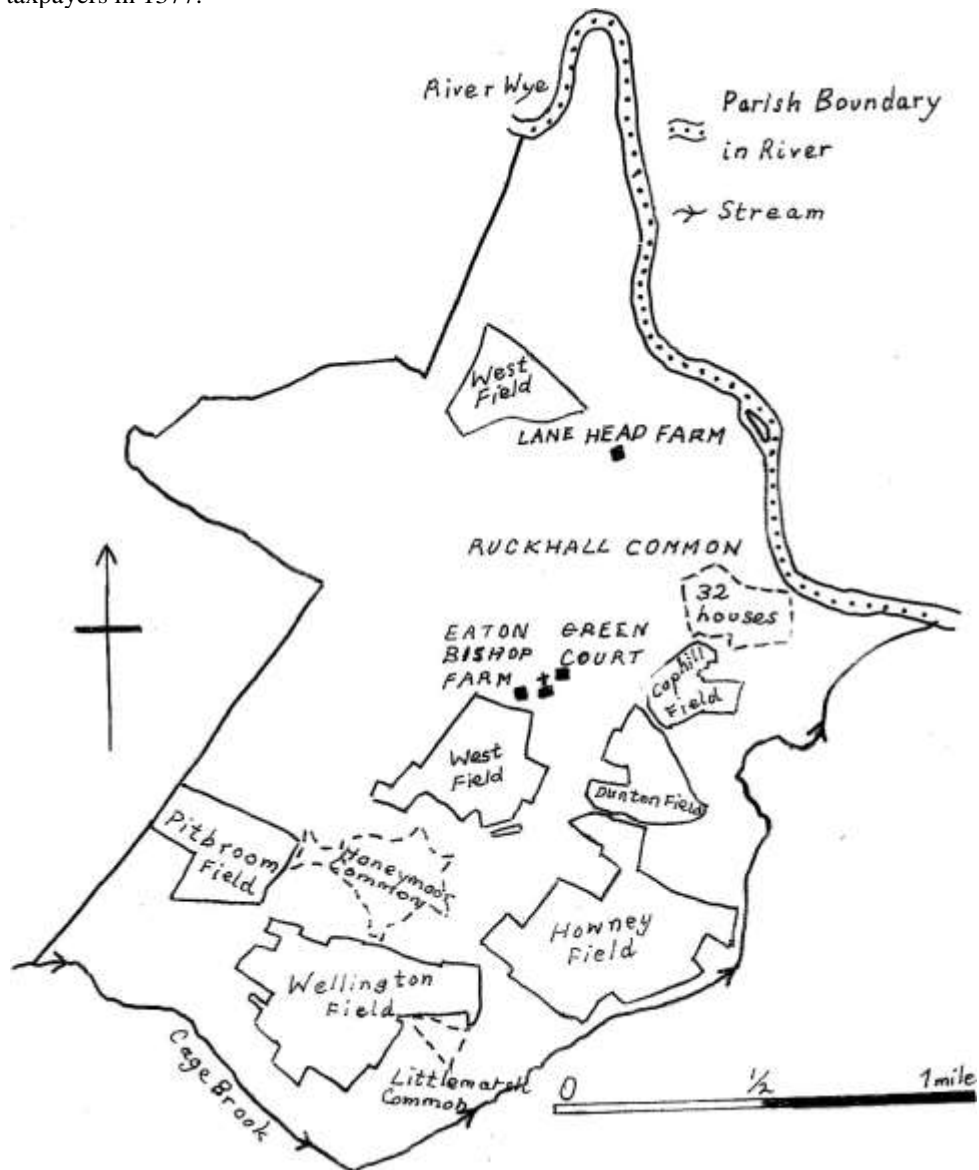 taxpayers in 1377.
River Wye
Parish Boundary
in River
Stream
West
Field
LANE HEAD FARM
RUCKHALL COMMON
32
houses
EATON
BISHOP
FARM
GREEN
COURT
Cophill
Field
West
Field
Dunton Field
Pitbroom
Field
Honeymoors
Common
Howney
Field
Wellington
Field
Littlemarsh
Common
Cage Brook
0 1/2 1 mile